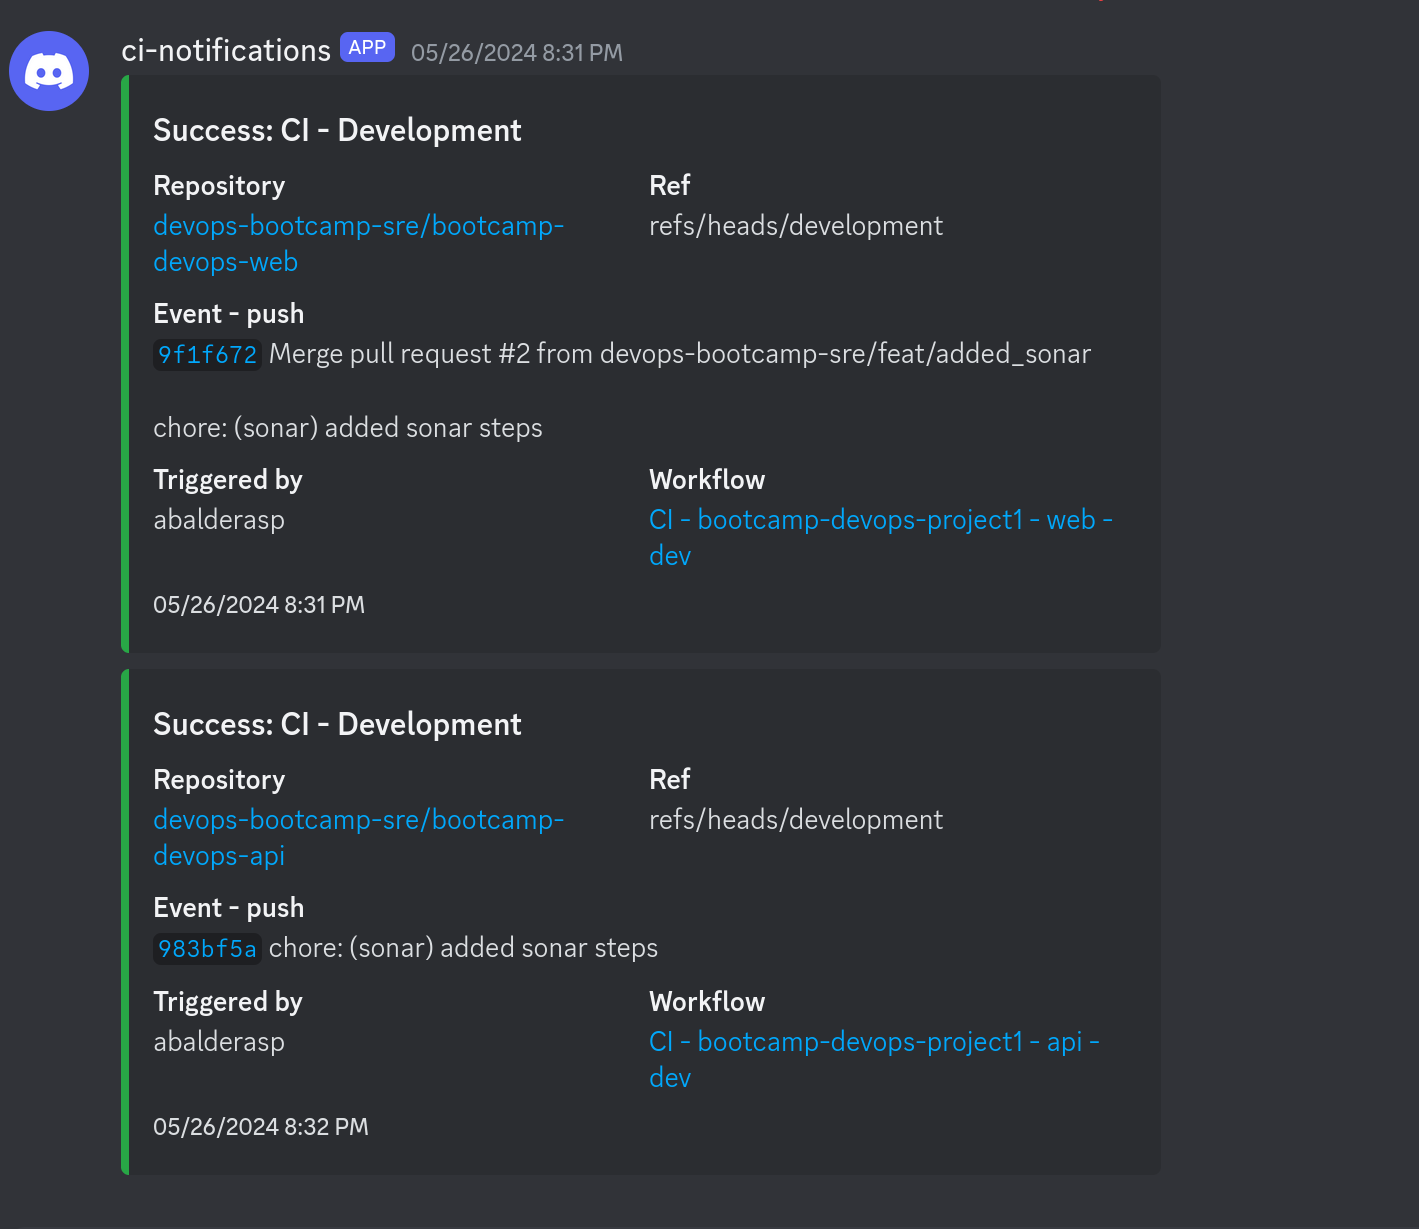 ci-notifications APP 05/26/2024 8:31 PM
Success: CI - Development
Repository
Ref
devops-bootcamp-sre/bootcamp-
devops-web
refs/heads/development
Event - push
9f1f672 Merge pull request #2 from devops-bootcamp-sre/feat/added_sonar
chore: (sonar) added sonar steps
Triggered by
Workflow
abalderasp
CI - bootcamp-devops-project1 - web -
dev
05/26/2024 8:31 PM
Success: CI - Development
Repository
Ref
devops-bootcamp-sre/bootcamp-
devops-api
refs/heads/development
Event - push
983bf5a chore: (sonar) added sonar steps
Triggered by
Workflow
abalderasp
CI - bootcamp-devops-project1 - api -
dev
05/26/2024 8:32 PM